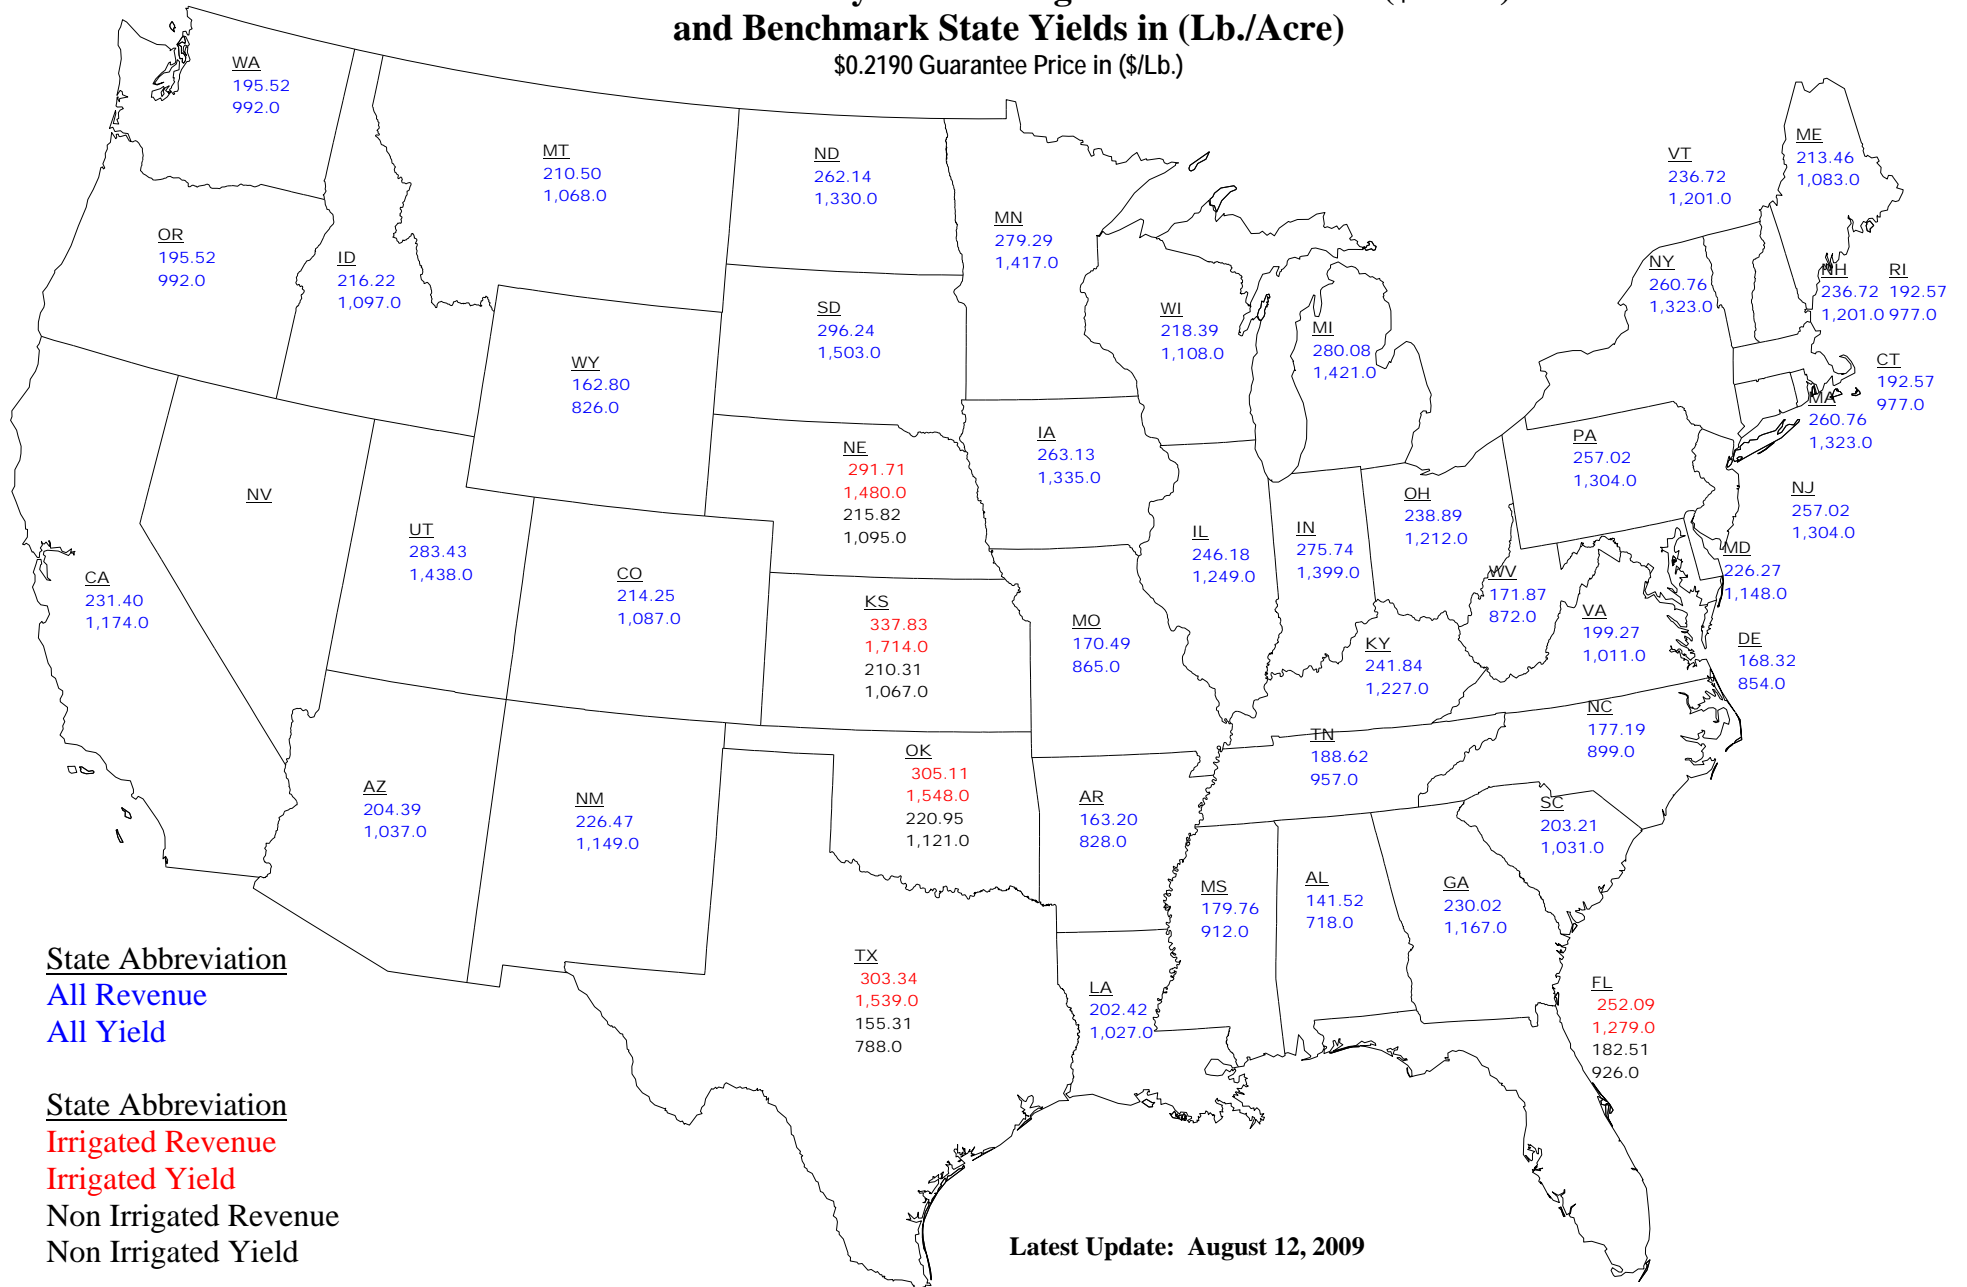 and Benchmark State Yields in (Lb./Acre)
$0.2190 Guarantee Price in ($/Lb.)
WA
195.52
992.0
MT
210.50
1,068.0
ND
262.14
1,330.0
MN
279.29
1,417.0
VT
236.72
1,201.0
ME
213.46
1,083.0
OR
195.52
992.0
ID
216.22
1,097.0
SD
296.24
1,503.0
WI
218.39
1,108.0
MI
280.08
1,421.0
NY
260.76
1,323.0
NH
236.72
1,201.0
RI
192.57
977.0
WY
162.80
826.0
CT
192.57
977.0
MA
260.76
1,323.0
NE
291.71
1,480.0
215.82
1,095.0
IA
263.13
1,335.0
PA
257.02
1,304.0
NJ
257.02
1,304.0
NV
UT
283.43
1,438.0
CO
214.25
1,087.0
IL
246.18
1,249.0
IN
275.74
1,399.0
OH
238.89
1,212.0
MD
226.27
1,148.0
CA
231.40
1,174.0
KS
337.83
1,714.0
210.31
1,067.0
MO
170.49
865.0
KY
241.84
1,227.0
WV
171.87
872.0
VA
199.27
1,011.0
DE
168.32
854.0
NC
177.19
899.0
TN
188.62
957.0
OK
305.11
1,548.0
220.95
1,121.0
AZ
204.39
1,037.0
NM
226.47
1,149.0
AR
163.20
828.0
SC
203.21
1,031.0
MS
179.76
912.0
AL
141.52
718.0
GA
230.02
1,167.0
TX
303.34
1,539.0
155.31
788.0
LA
202.42
1,027.0
FL
252.09
1,279.0
182.51
926.0
State Abbreviation
All Revenue
All Yield
State Abbreviation
Irrigated Revenue
Irrigated Yield
Non Irrigated Revenue
Non Irrigated Yield
Latest Update: August 12, 2009